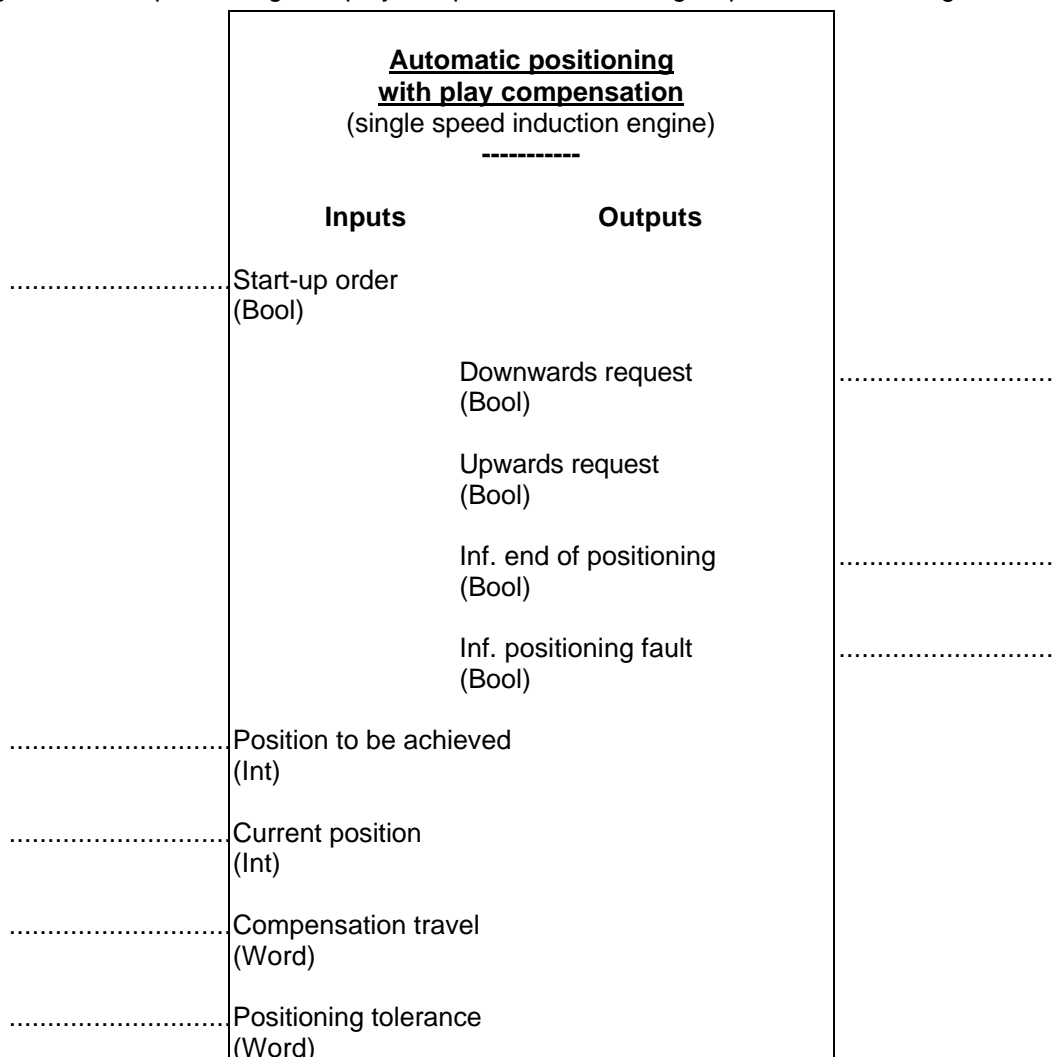 Automatic positioning
with play compensation
(single speed induction engine)
-----------
Inputs Outputs
.............................Start-up order
(Bool)
Downwards request ............................
(Bool)
Upwards request
(Bool)
Inf. end of positioning ............................
(Bool)
Inf. positioning fault ............................
(Bool)
.............................Position to be achieved
(Int)
.............................Current position
(Int)
.............................Compensation travel
(Word)
.............................Positioning tolerance
(Word)